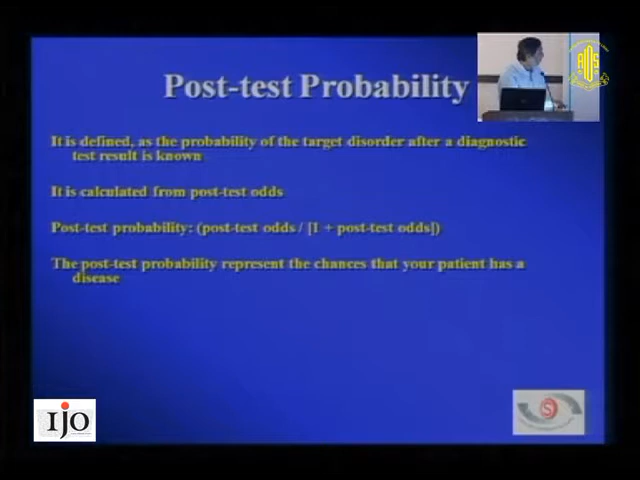 Post-test Probability
It is defined, as the probability of the target disorder after a diagnostic
test result is known
It is calculated from post-test odds
Post-test probability: (post-test odds / [1 + post-test odds])
The post-test probability represent the chances that your patient has a
disease
IJO
S